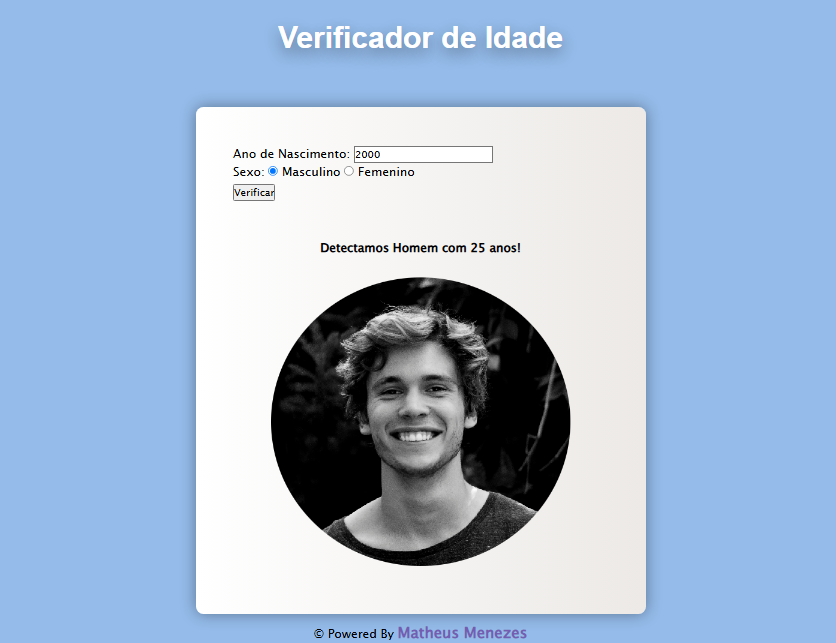 Verificador de Idade
Ano de Nascimento: 2000
Sexo: Masculino Femenino
Verificar
Detectamos Homem com 25 anos!
© Powered By Matheus Menezes